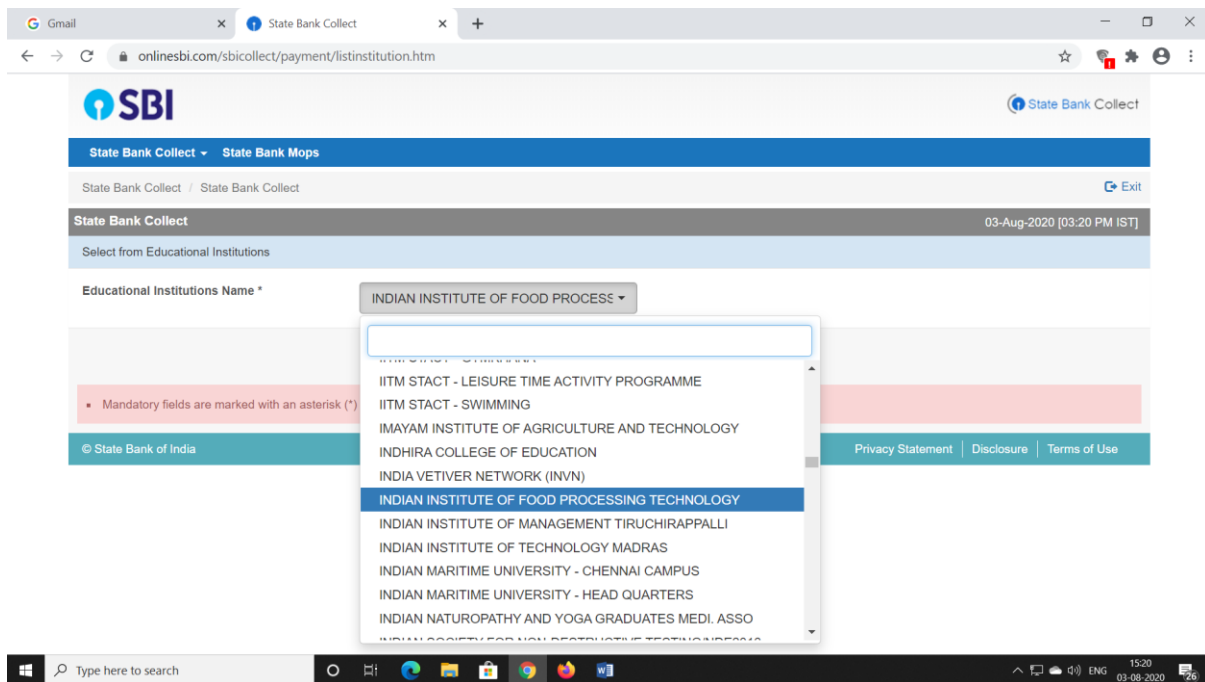 Gmail
State Bank Collect
onlinesbi.com/sbicollect/payment/listinstitution.htm
SBI
State Bank Collect
State Bank Collect State Bank Mops
State Bank Collect / State Bank Collect
Exit
State Bank Collect
03-Aug-2020 [03:20 PM IST]
Select from Educational Institutions
Educational Institutions Name *
INDIAN INSTITUTE OF FOOD PROCESS
IITM STACT - LEISURE TIME ACTIVITY PROGRAMME
IITM STACT - SWIMMING
IMAYAM INSTITUTE OF AGRICULTURE AND TECHNOLOGY
INDHIRA COLLEGE OF EDUCATION
INDIA VETIVER NETWORK (INVN)
INDIAN INSTITUTE OF FOOD PROCESSING TECHNOLOGY
INDIAN INSTITUTE OF MANAGEMENT TIRUCHIRAPPALLI
INDIAN INSTITUTE OF TECHNOLOGY MADRAS
INDIAN MARITIME UNIVERSITY - CHENNAI CAMPUS
INDIAN MARITIME UNIVERSITY - HEAD QUARTERS
INDIAN NATUROPATHY AND YOGA GRADUATES MEDI. ASSO
INDIAN SOCIETY FOR NON-DESTRUCTIVE
Mandatory fields are marked with an asterisk (*)
© State Bank of India
Privacy Statement Disclosure Terms of Use
Type here to search
ENG
15:20
03-08-2020
26